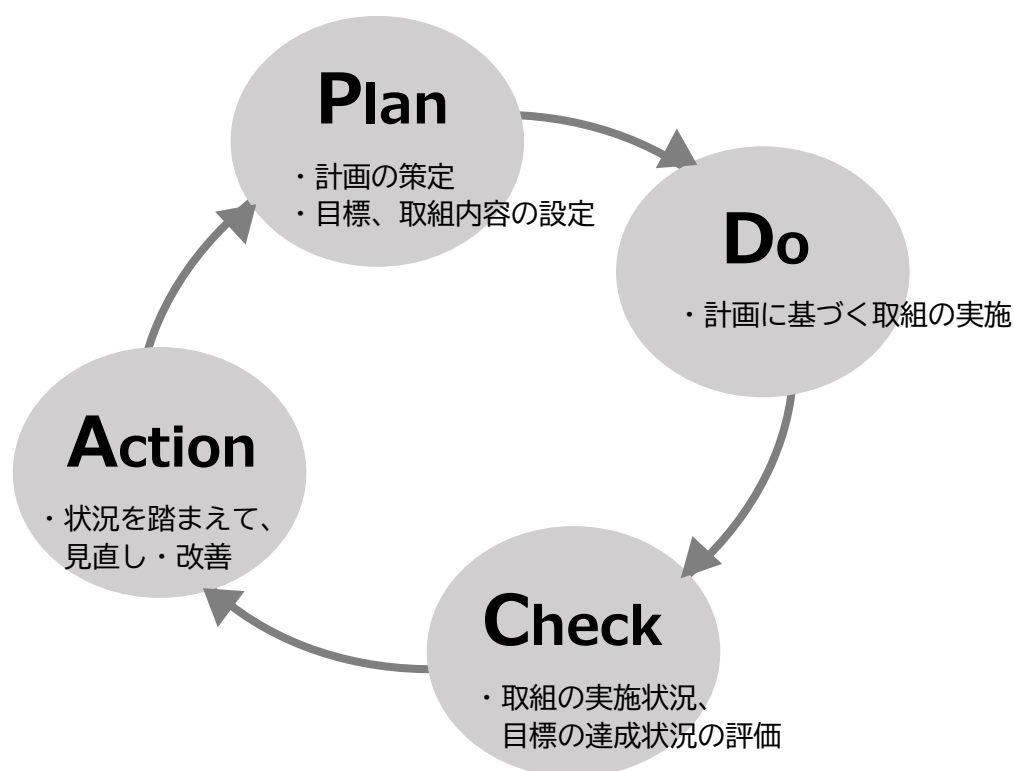 Plan
・計画の策定
・目標、取組内容の設定
Do
・計画に基づく取組の実施
Check
・取組の実施状況、
目標の達成状況の評価
Action
・状況を踏まえて、
見直し・改善